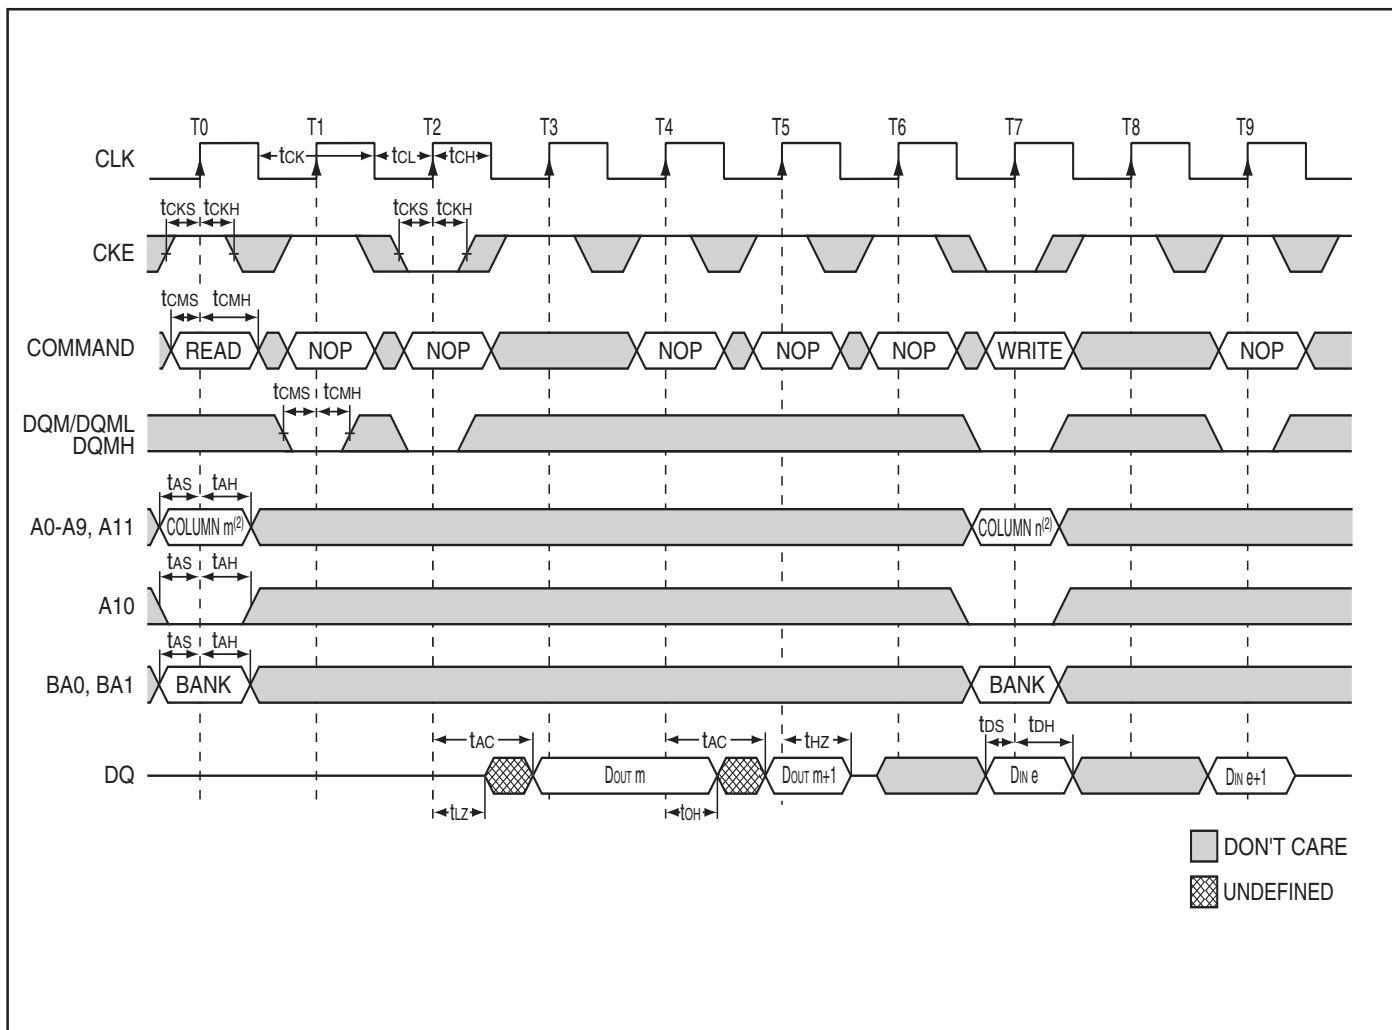 T0 T1 T2 T3 T4 T5 T6 T7 T8 T9
CLK tCK tCL tCH
tCKS tCKH tCKS tCKH
CKE
tCMS tCMH
COMMAND READ NOP NOP NOP NOP NOP WRITE NOP
tCMS tCMH
DQM/DQML
DQMH
tAS tAH
A0-A9, A11 COLUMN m(2) COLUMN n(2)
tAS tAH
A10
tAS tAH
BA0, BA1 BANK BANK
tAC tAC tHZ tDS tDH
DQ DOUT m DOUT m+1 DIN e DIN e+1
tLZ tOH
DON'T CARE
UNDEFINED